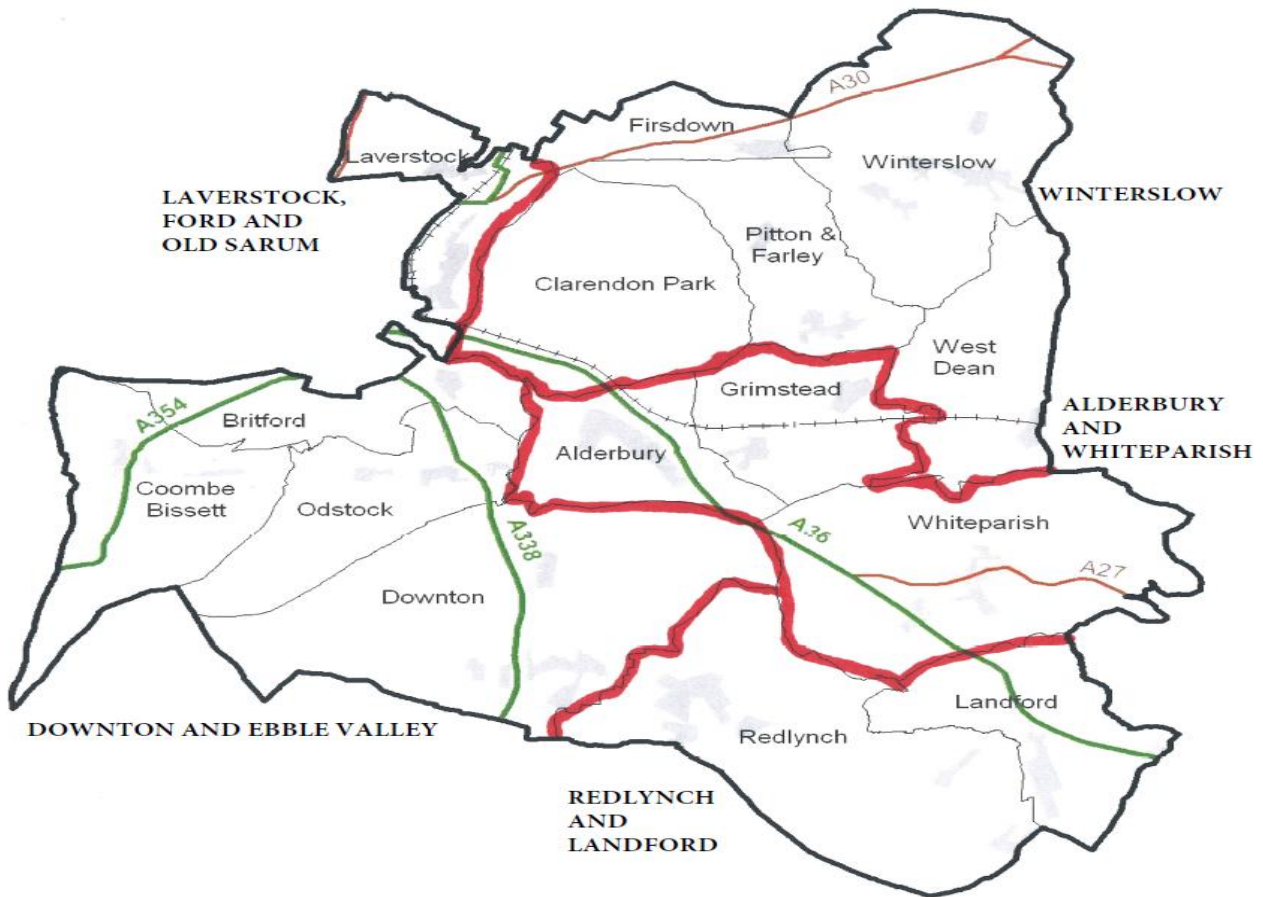 A30
Firsdown
Laverstock
Winterslow
LAVERSTOCK,
FORD AND
OLD SARUM
WINTERSLOW
Pitton &
Farley
Clarendon Park
West
Dean
Grimstead
A354
Britford
ALDERBURY
AND
WHITEPARISH
Alderbury
Coombe
Bissett
Odstock
A338
A36
Whiteparish
A27
Downton
Landford
DOWNTON AND EBBLE VALLEY
Redlynch
REDLYNCH
AND
LANDFORD